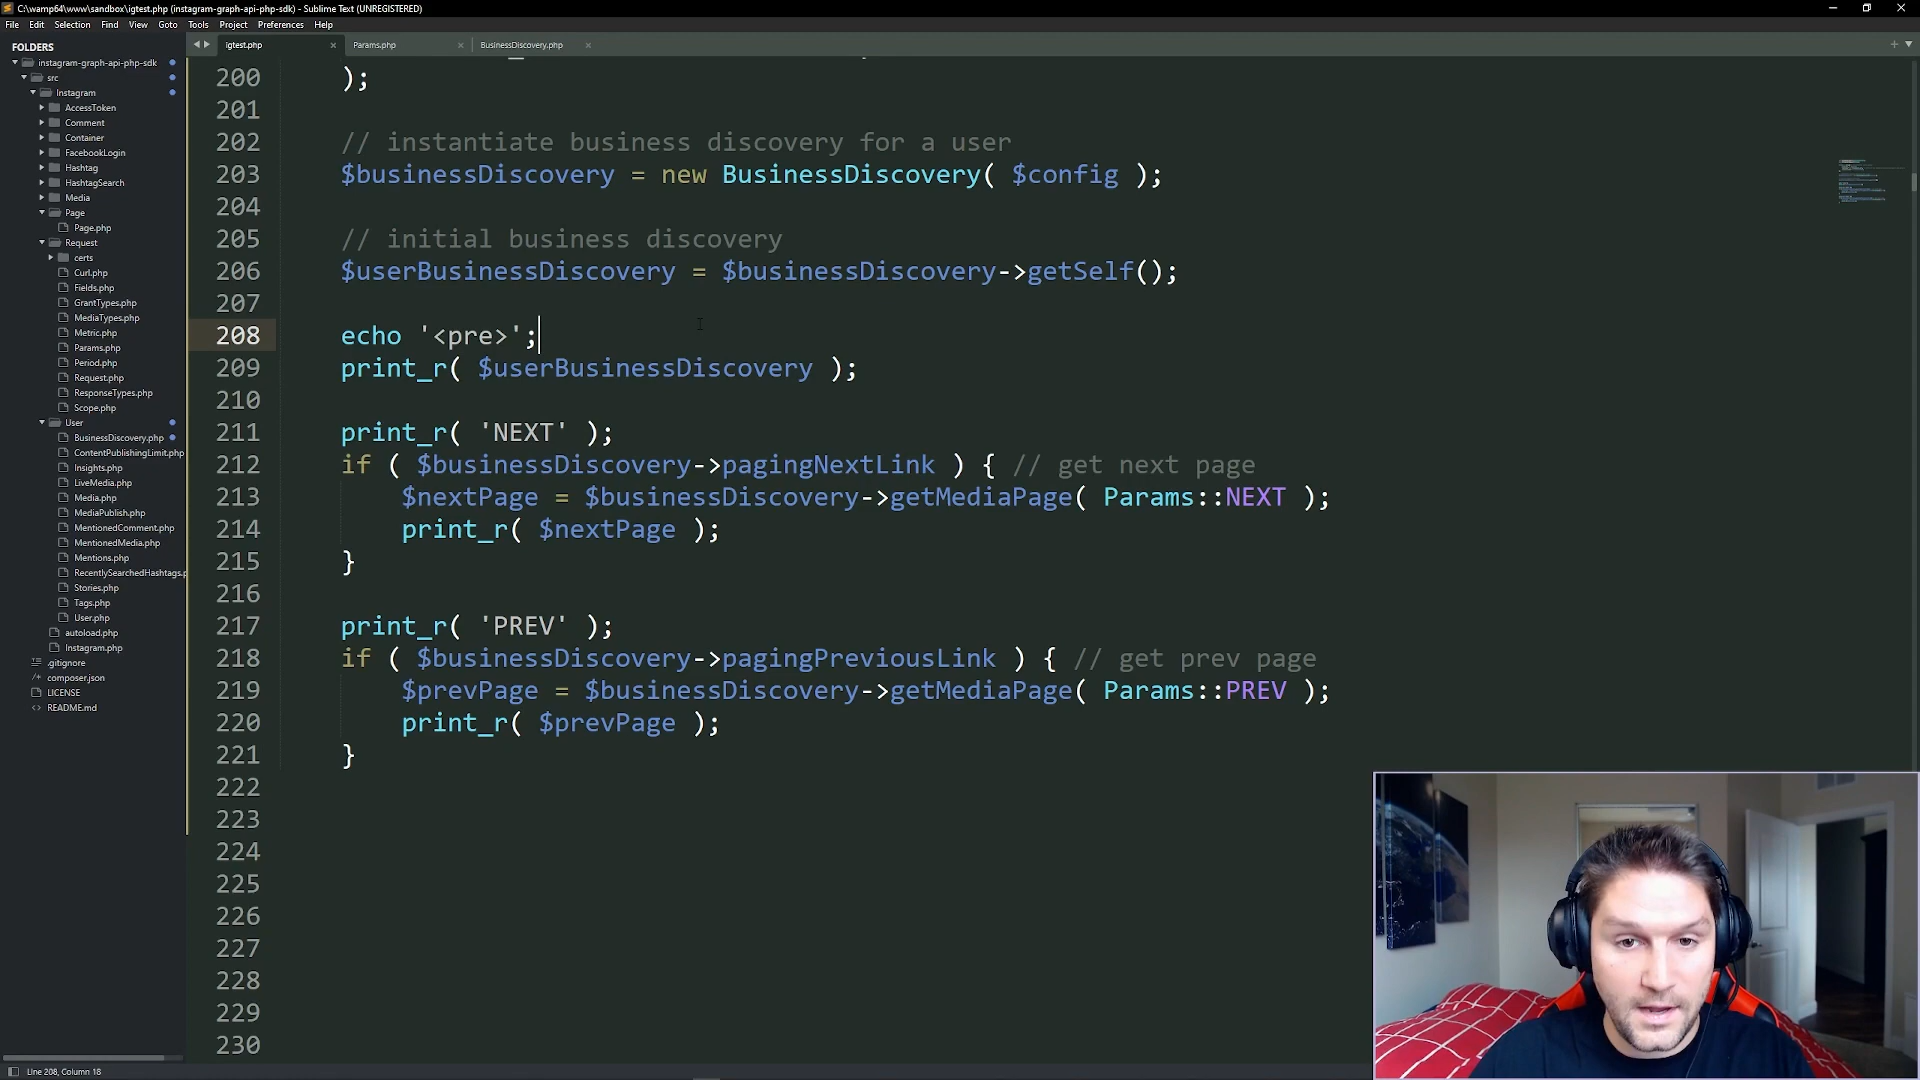 C:\wamp64\www\sandbox\igtest.php (instagram-graph-api-php-sdk) - Sublime Text (UNREGISTERED)
File Edit Selection Find View Goto Tools Project Preferences Help
FOLDERS
instagram-graph-api-php-sdk
src
Instagram
AccessToken
Comment
Container
FacebookLogin
Hashtag
HashtagSearch
Media
Page
Page.php
Request
certs
Curl.php
Fields.php
GrantTypes.php
MediaTypes.php
Metric.php
Params.php
Period.php
Request.php
ResponseTypes.php
Scope.php
User
BusinessDiscovery.php
ContentPublishingLimit.php
Insights.php
LiveMedia.php
Media.php
MediaPublish.php
MentionedComment.php
MentionedMedia.php
Mentions.php
RecentlySearchedHashtags.p
Stories.php
Tags.php
User.php
autoload.php
Instagram.php
.gitignore
composer.json
LICENSE
README.md
igtest.php Params.php BusinessDiscovery.php
200 );
201
202 // instantiate business discovery for a user
203 $businessDiscovery = new BusinessDiscovery( $config );
204
205 // initial business discovery
206 $userBusinessDiscovery = $businessDiscovery->getSelf();
207
208 echo '<pre>';
209 print_r( $userBusinessDiscovery );
210
211 print_r( 'NEXT' );
212 if ( $businessDiscovery->pagingNextLink ) { // get next page
213 $nextPage = $businessDiscovery->getMediaPage( Params::NEXT );
214 print_r( $nextPage );
215 }
216
217 print_r( 'PREV' );
218 if ( $businessDiscovery->pagingPreviousLink ) { // get prev page
219 $prevPage = $businessDiscovery->getMediaPage( Params::PREV );
220 print_r( $prevPage );
221 }
222
223
224
225
226
227
228
229
230
Line 208, Column 18